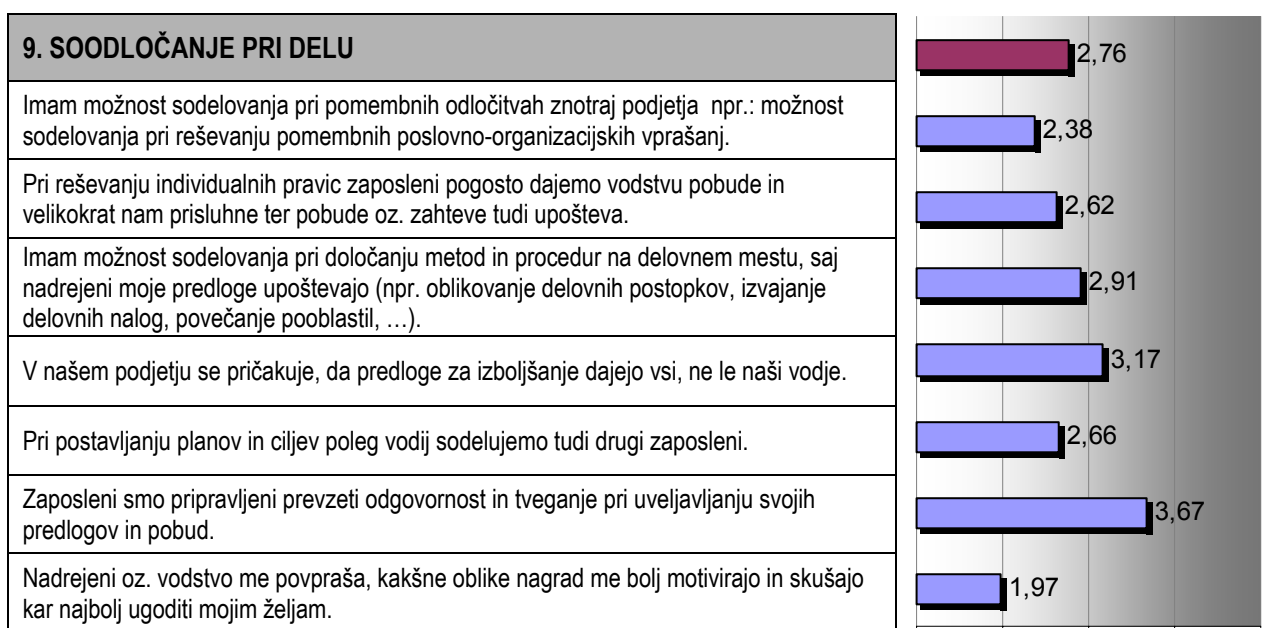 9. SOODLOČANJE PRI DELU
2,76
Imam možnost sodelovanja pri pomembnih odločitvah znotraj podjetja  npr.: možnost
sodelovanja pri reševanju pomembnih poslovno-organizacijskih vprašanj.
2,38
Pri reševanju individualnih pravic zaposleni pogosto dajemo vodstvu pobude in
velikokrat nam prisluhne ter pobude oz. zahteve tudi upošteva.
2,62
Imam možnost sodelovanja pri določanju metod in procedur na delovnem mestu, saj
nadrejeni moje predloge upoštevajo (npr. oblikovanje delovnih postopkov, izvajanje
delovnih nalog, povečanje pooblastil, …).
2,91
V našem podjetju se pričakuje, da predloge za izboljšanje dajejo vsi, ne le naši vodje.
3,17
Pri postavljanju planov in ciljev poleg vodij sodelujemo tudi drugi zaposleni.
2,66
Zaposleni smo pripravljeni prevzeti odgovornost in tveganje pri uveljavljanju svojih
predlogov in pobud.
3,67
Nadrejeni oz. vodstvo me povpraša, kakšne oblike nagrad me bolj motivirajo in skušajo
kar najbolj ugoditi mojim željam.
1,97